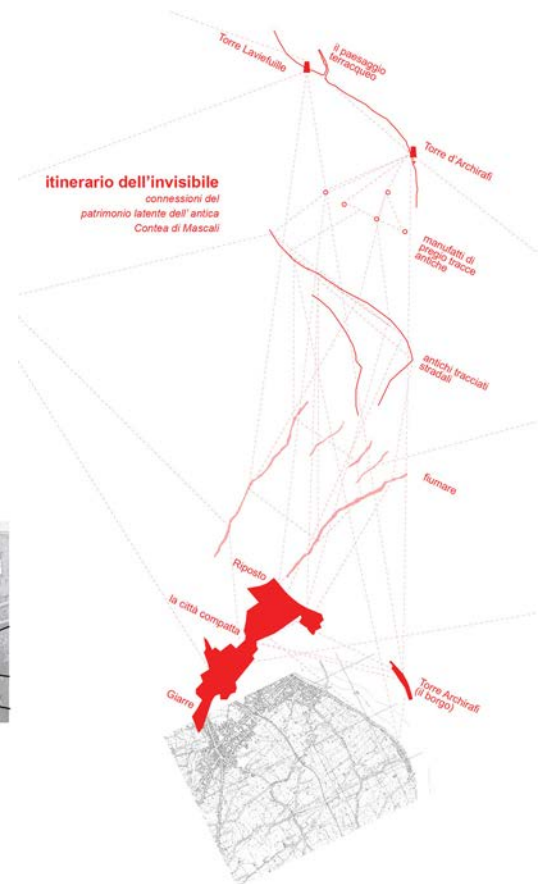 Torre Laviefuille
il paesaggio
terracqueo
Torre d'Archirafi
itinerario dell'invisibile
connessioni del
patrimonio latente dell' antica
Contea di Mascali
manufatti di
pregio tracce
antiche
antichi tracciati
stradali
fiumare
Riposto
la città compatta
Giarre
Torre Archirafi
(il borgo)